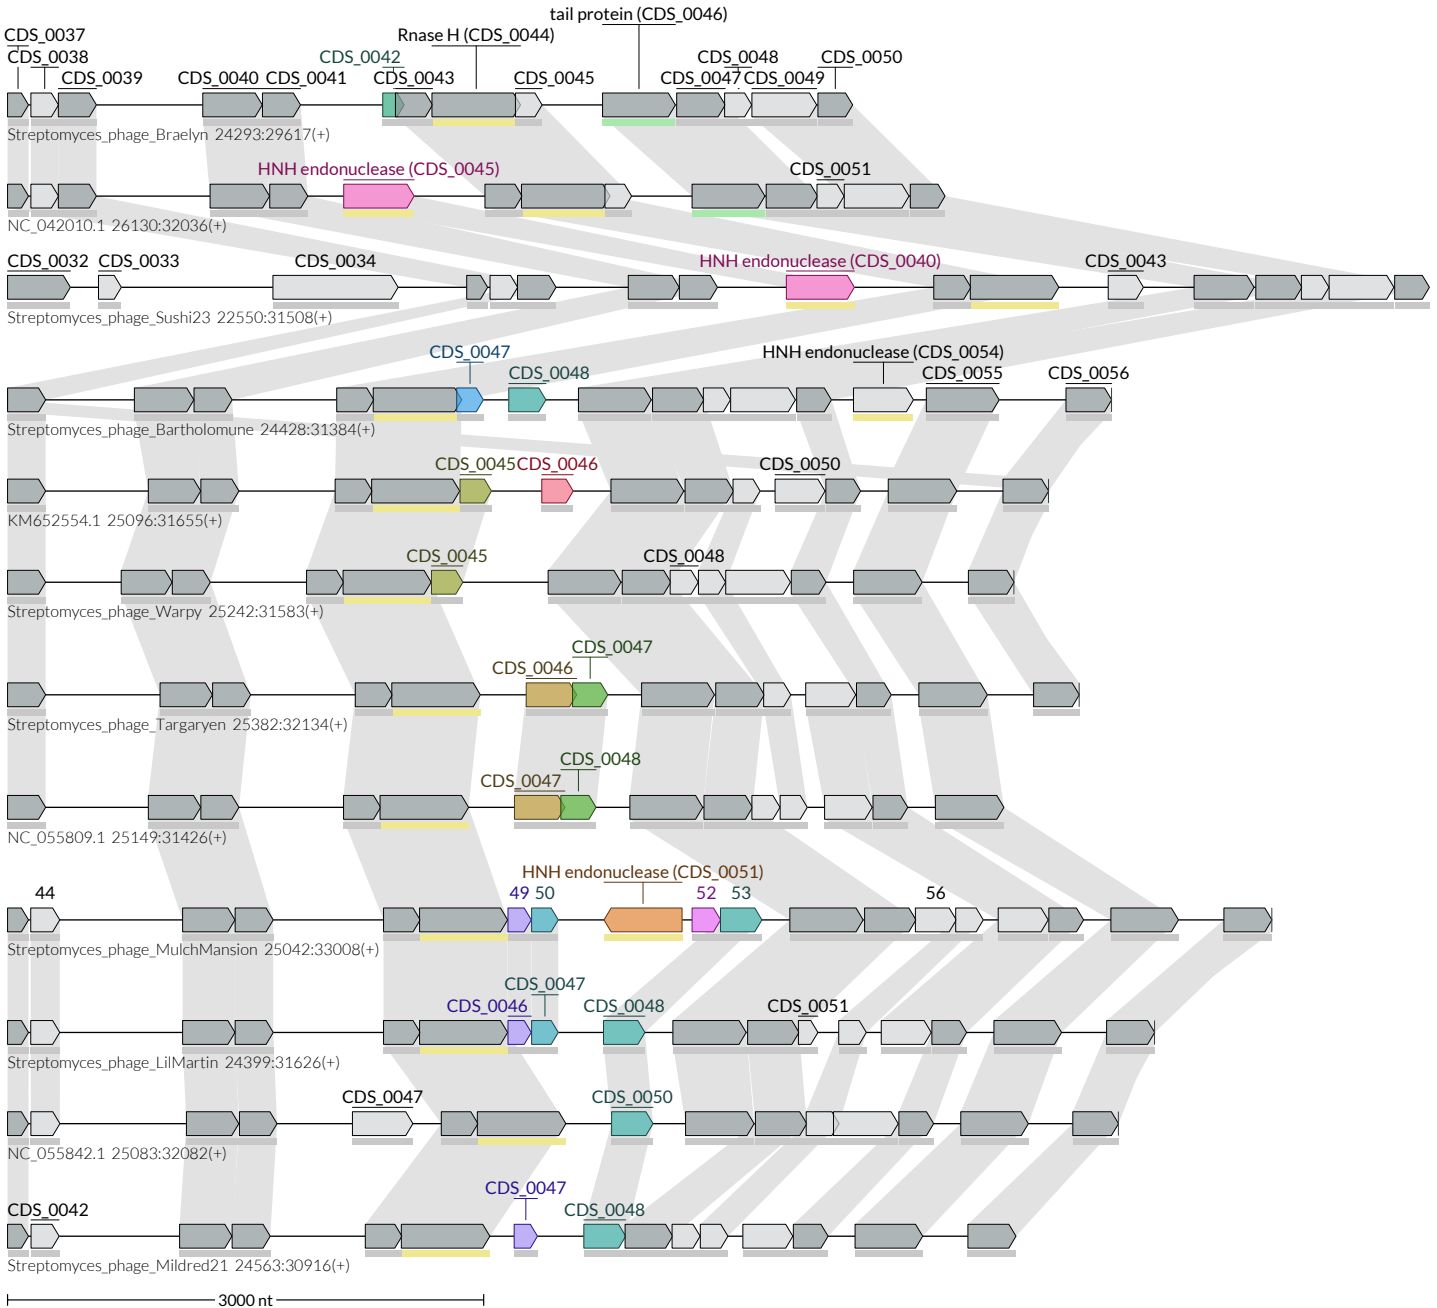 tail protein (CDS_0046)
CDS_0037 Rnase H (CDS_0044)
CDS_0038 CDS_0042 CDS_0048 CDS_0050
CDS_0039 CDS_0040 CDS_0041 CDS_0043 CDS_0045 CDS_0047 CDS_0049
Streptomyces_phage_Braelyn 24293:29617(+)
HNH endonuclease (CDS_0045) CDS_0051
NC_042010.1 26130:32036(+)
CDS_0032 CDS_0033 CDS_0034 HNH endonuclease (CDS_0040) CDS_0043
Streptomyces_phage_Sushi23 22550:31508(+)
CDS_0047 HNH endonuclease (CDS_0054)
CDS_0048 CDS_0055 CDS_0056
Streptomyces_phage_Bartholomune 24428:31384(+)
CDS_0045 CDS_0046 CDS_0050
KM652554.1 25096:31655(+)
CDS_0045 CDS_0048
Streptomyces_phage_Warpy 25242:31583(+)
CDS_0047
CDS_0046
Streptomyces_phage_Targaryen 25382:32134(+)
CDS_0048
CDS_0047
NC_055809.1 25149:31426(+)
HNH endonuclease (CDS_0051)
44 49 50 52 53 56
Streptomyces_phage_MulchMansion 25042:33008(+)
CDS_0047
CDS_0046 CDS_0048 CDS_0051
Streptomyces_phage_LilMartin 24399:31626(+)
CDS_0047 CDS_0050
NC_055842.1 25083:32082(+)
CDS_0047
CDS_0042 CDS_0048
Streptomyces_phage_Mildred21 24563:30916(+)
3000 nt